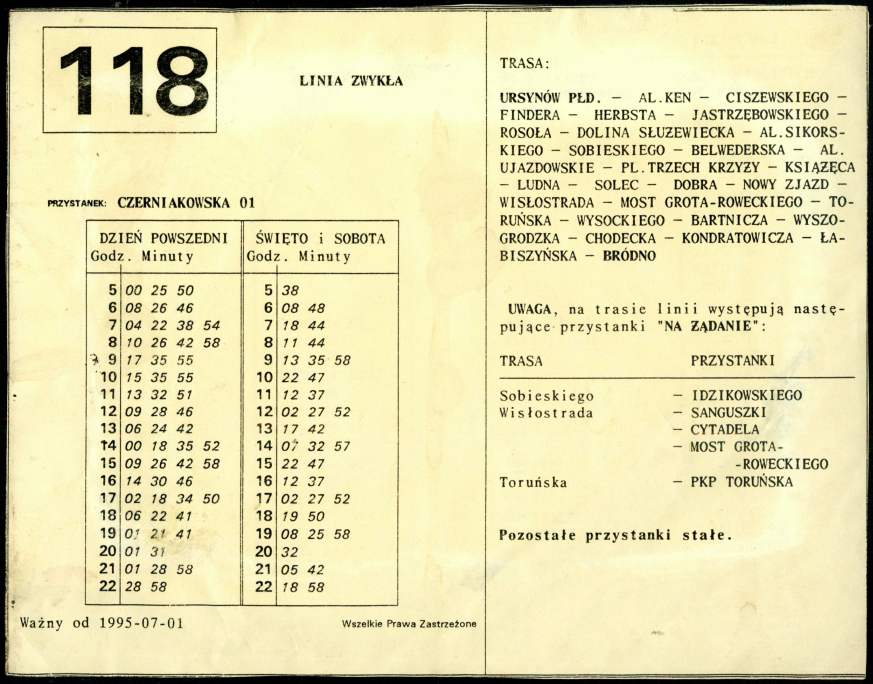 118
LINIA ZWYKŁA
PRZYSTANEK: CZERNIAKOWSKA 01
DZIEŃ POWSZEDNI ŚWIĘTO i SOBOTA
Godz. Minuty Godz. Minuty
5 00 25 50 5 38
6 08 26 46 6 08 48
7 04 22 38 54 7 18 44
8 10 26 42 58 8 11 44
9 17 35 55 9 13 35 58
10 15 35 55 10 22 47
11 13 32 51 11 12 37
12 09 28 46 12 02 27 52
13 06 24 42 13 17 42
14 00 18 35 52 14 07 32 57
15 09 26 42 58 15 22 47
16 14 30 46 16 12 37
17 02 18 34 50 17 02 27 52
18 06 22 41 18 19 50
19 01 21 41 19 08 25 58
20 01 31 20 32
21 01 28 58 21 05 42
22 28 58 22 18 58
Ważny od 1995-07-01
Wszelkie Prawa Zastrzeżone
TRASA:
URSYNÓW PŁD. — AL.KEN — CISZEWSKIEGO —
FINDERA — HERBSTA — JASTRZĘBOWSKIEGO —
ROSOŁA — DOLINA SŁUŻEWIECKA — AL.SIKORS-
KIEGO — SOBIESKIEGO — BELWEDERSKA — AL.
UJAZDOWSKIE — PL.TRZECH KRZYŻY — KSIĄŻĘCA
— LUDNA — SOLEC — DOBRA — NOWY ZJAZD —
WISŁOSTRADA — MOST GROTA-ROWECKIEGO — TO-
RUŃSKA — WYSOCKIEGO — BARTNICZA — WYSZO-
GRODZKA — CHODECKA — KONDRATOWICZA — ŁA-
BISZYŃSKA — BRÓDNO
UWAGA, na trasie linii występują nastę-
pujące przystanki "NA ŻĄDANIE":
TRASA PRZYSTANKI
Sobieskiego — IDZIKOWSKIEGO
Wisłostrada — SANGUSZKI
— CYTADELA
— MOST GROTA-
-ROWECKIEGO
Toruńska — PKP TORUŃSKA
Pozostałe przystanki stałe.